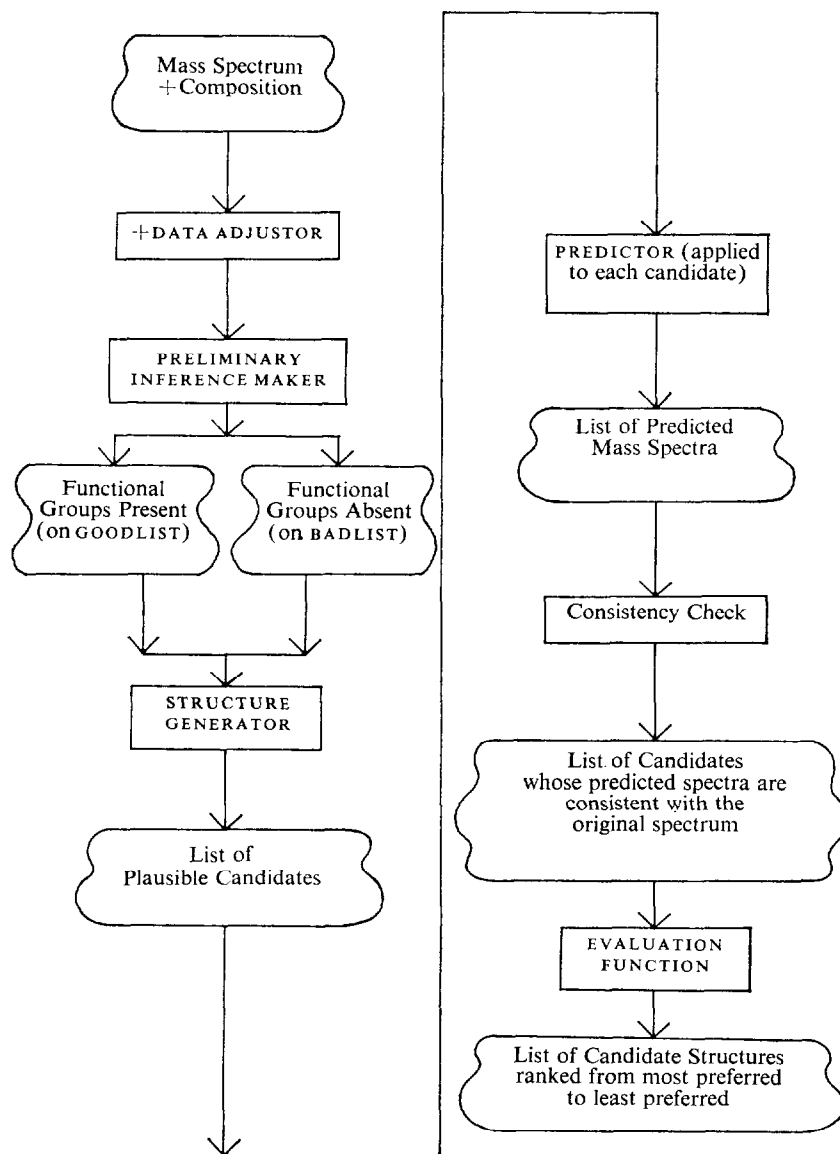 Mass Spectrum
+Composition
+DATA ADJUSTOR
PRELIMINARY
INFERENCE MAKER
Functional
Groups Present
(on GOODLIST)
Functional
Groups Absent
(on BADLIST)
STRUCTURE
GENERATOR
List of
Plausible Candidates
PREDICTOR (applied
to each candidate)
List of Predicted
Mass Spectra
Consistency Check
List of Candidates
whose predicted spectra are
consistent with the
original spectrum
EVALUATION
FUNCTION
List of Candidate Structures
ranked from most preferred
to least preferred